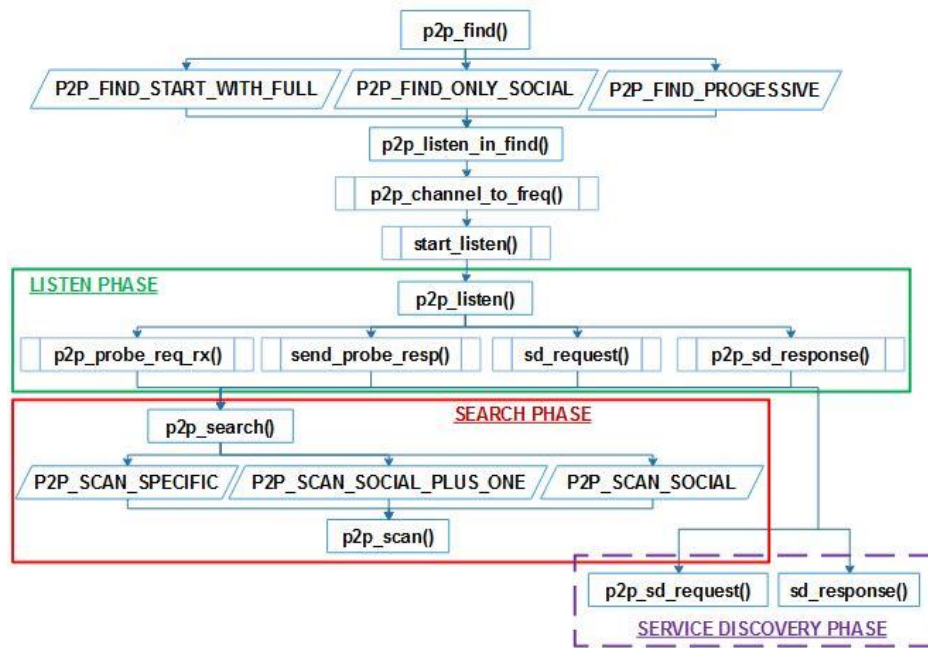 p2p_find()
P2P_FIND_START_WITH_FULL
P2P_FIND_ONLY_SOCIAL
P2P_FIND_PROGESSIVE
p2p_listen_in_find()
p2p_channel_to_freq()
start_listen()
LISTEN PHASE
p2p_listen()
p2p_probe_req_rx()
send_probe_resp()
sd_request()
p2p_sd_response()
SEARCH PHASE
p2p_search()
P2P_SCAN_SPECIFIC
P2P_SCAN_SOCIAL_PLUS_ONE
P2P_SCAN_SOCIAL
p2p_scan()
p2p_sd_request()
sd_response()
SERVICE DISCOVERY PHASE